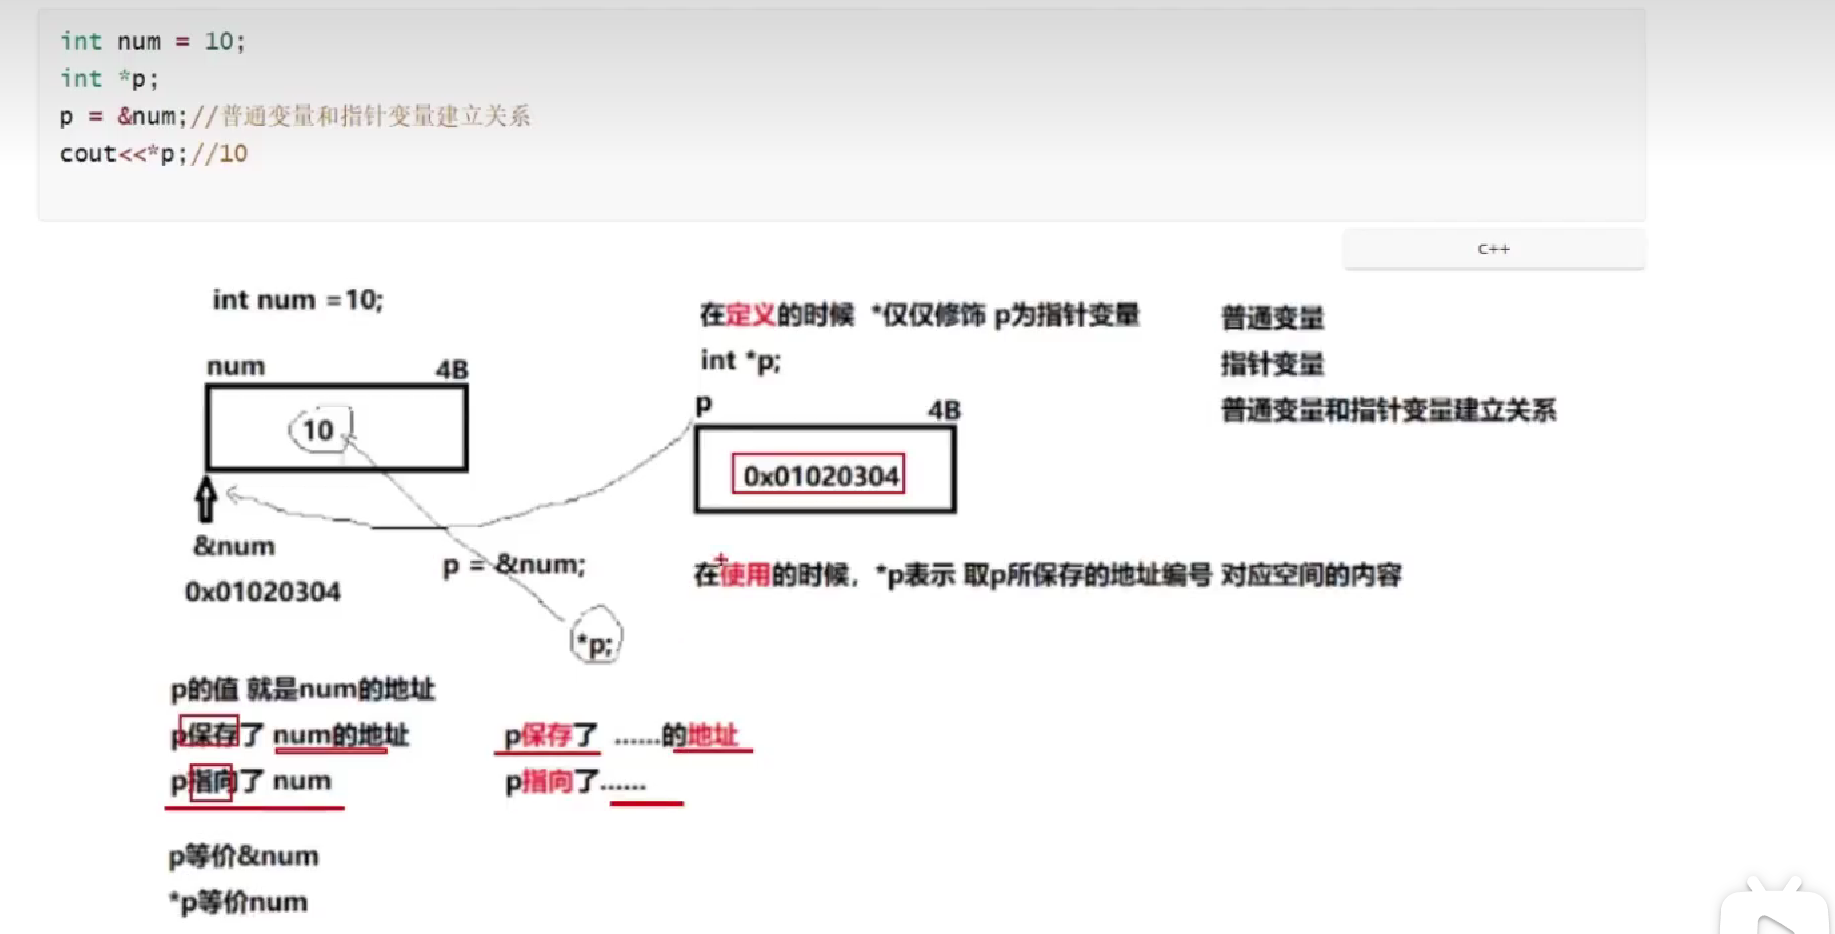 int num = 10;
int *p;
p = &num;//普通变量和指针变量建立关系
cout<<*p;//10
C++
int num =10;
num 4B
10
&num
0x01020304
p = &num;
*p;
在定义的时候 *仅仅修饰 p为指针变量
int *p;
p 4B
0x01020304
在使用的时候，*p表示 取p所保存的地址编号 对应空间的内容
普通变量
指针变量
普通变量和指针变量建立关系
p的值 就是num的地址
p保存了 num的地址
p指向了 num
p保存了 ......的地址
p指向了......
p等价&num
*p等价num